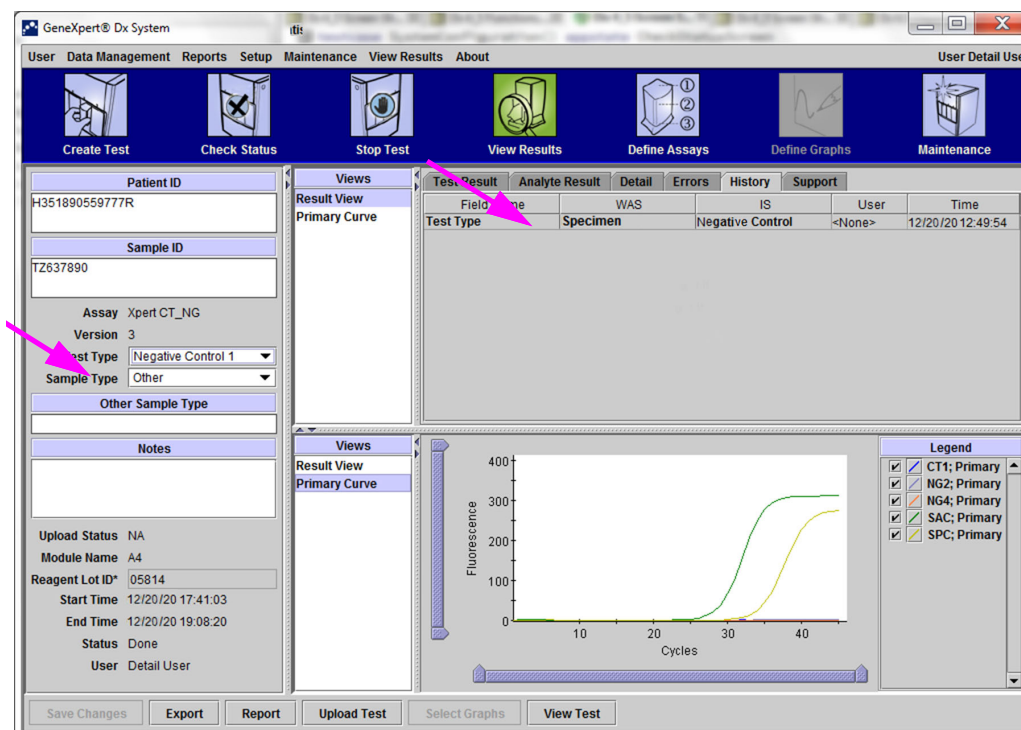 GeneXpert® Dx System
User Data Management Reports Setup Maintenance View Results About User Detail Use
Create Test Check Status Stop Test View Results Define Assays Define Graphs Maintenance
Patient ID
H351890559777R
Sample ID
TZ637890
Assay Xpert CT_NG
Version 3
Test Type Negative Control 1
Sample Type Other
Other Sample Type
Notes
Upload Status NA
Module Name A4
Reagent Lot ID* 05814
Start Time 12/20/20 17:41:03
End Time 12/20/20 19:08:20
Status Done
User Detail User
Views
Result View
Primary Curve
Test Result Analyte Result Detail Errors History Support
Field Name WAS IS User Time
Test Type Specimen Negative Control <None> 12/20/20 12:49:54
Views
Result View
Primary Curve
400
300
200
100
0
Fluorescence
10 20 30 40
Cycles
Legend
CT1; Primary
NG2; Primary
NG4; Primary
SAC; Primary
SPC; Primary
Save Changes Export Report Upload Test Select Graphs View Test